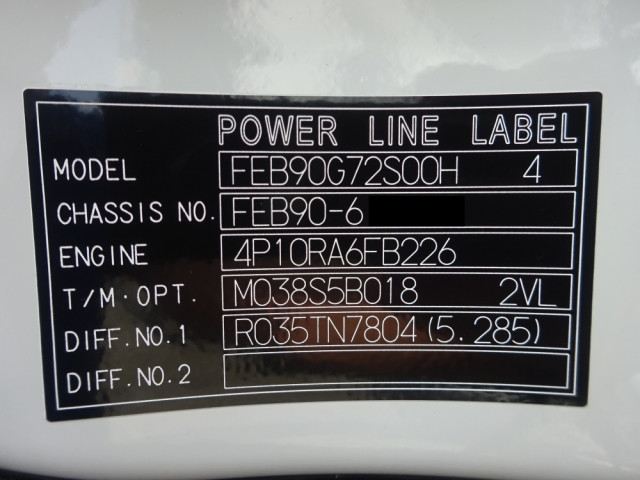 POWER LINE LABEL
MODEL FEB90G72S00H 4
CHASSIS NO. FEB90-6
ENGINE 4P10RA6FB226
T/M·OPT. M038S5B018 2VL
DIFF.NO.1 R035TN7804(5.285)
DIFF.NO.2